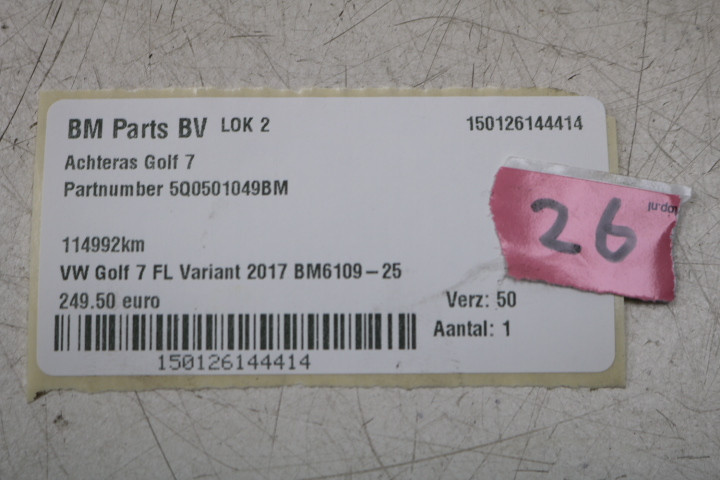 BM Parts BV LOK 2 150126144414
Achteras Golf 7
Partnumber 5Q0501049BM
114992km
VW Golf 7 FL Variant 2017 BM6109-25
249.50 euro
Verz: 50
Aantal: 1
150126144414
26